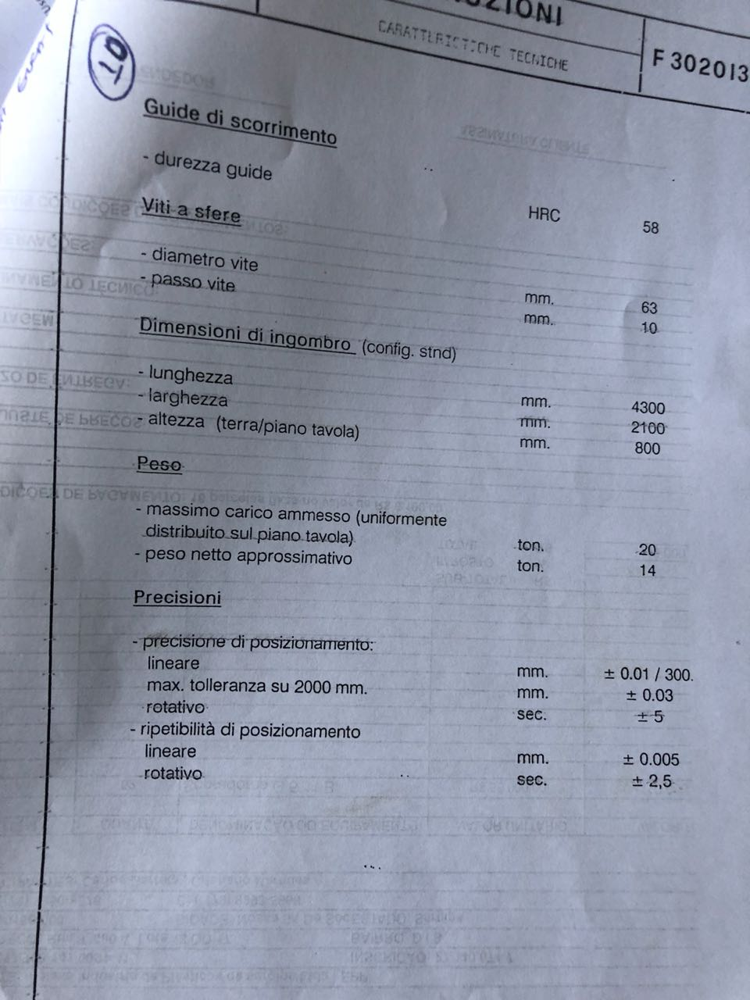 CARATTERISTICHE TECNICHE
F 302013
Guide di scorrimento
- durezza guide HRC 58
Viti a sfere
- diametro vite mm. 63
- passo vite mm. 10
Dimensioni di ingombro (config. stnd)
- lunghezza mm. 4300
- larghezza mm. 2100
- altezza (terra/piano tavola) mm. 800
Peso
- massimo carico ammesso (uniformente
distribuito sul piano tavola) ton. 20
- peso netto approssimativo ton. 14
Precisioni
- precisione di posizionamento:
lineare mm. ± 0.01 / 300.
max. tolleranza su 2000 mm. mm. ± 0.03
rotativo sec. ± 5
- ripetibilità di posizionamento
lineare mm. ± 0.005
rotativo sec. ± 2,5